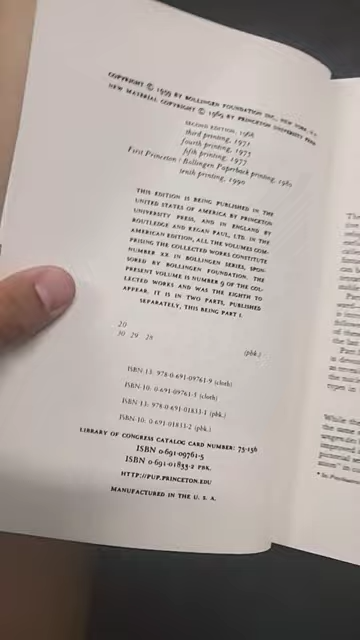 COPYRIGHT © 1959 BY BOLLINGEN FOUNDATION INC., NEW YORK, N.Y.
NEW MATERIAL COPYRIGHT © 1969 BY PRINCETON UNIVERSITY PRESS
SECOND EDITION, 1968
third printing, 1971
fourth printing, 1975
fifth printing, 1977
First Princeton / Bollingen Paperback printing, 1980
tenth printing, 1990
THIS EDITION IS BEING PUBLISHED IN THE
UNITED STATES OF AMERICA BY PRINCETON
UNIVERSITY PRESS, AND IN ENGLAND BY
ROUTLEDGE AND KEGAN PAUL, LTD. IN THE
AMERICAN EDITION, ALL THE VOLUMES COM-
PRISING THE COLLECTED WORKS CONSTITUTE
NUMBER XX IN BOLLINGEN SERIES, SPON-
SORED BY BOLLINGEN FOUNDATION. THE
PRESENT VOLUME IS NUMBER 9 OF THE COL-
LECTED WORKS AND WAS THE EIGHTH TO
APPEAR. IT IS IN TWO PARTS, PUBLISHED
SEPARATELY, THIS BEING PART I.
20
30 29 28
(pbk.)
ISBN-13: 978-0-691-09761-9 (cloth)
ISBN-10: 0-691-09761-5 (cloth)
ISBN-13: 978-0-691-01833-1 (pbk.)
ISBN-10: 0-691-01833-2 (pbk.)
LIBRARY OF CONGRESS CATALOG CARD NUMBER: 75-156
ISBN 0-691-09761-5
ISBN 0-691-01833-2 PBK.
HTTP://PUP.PRINCETON.EDU
MANUFACTURED IN THE U. S. A.
While the
the same